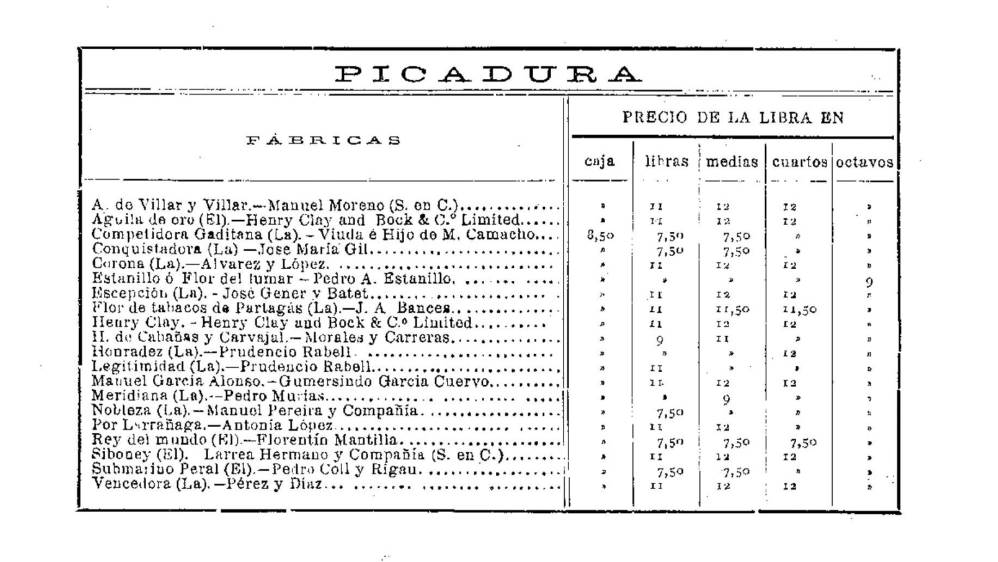 PICADURA
FÁBRICAS
PRECIO DE LA LIBRA EN
caja libras medias cuartos octavos
A. de Villar y Villar.—Manuel Moreno (S. en C.).............. » 11 12 12 »
Aguila de oro (El).—Henry Clay and Bock & C.º Limited...... » 11 12 12 »
Competidora Gaditana (La). - Viuda é Hijo de M. Camacho.... 8,50 7,50 7,50 » »
Conquistadora (La) —Jose María Gil........................ » 7,50 7,50 » »
Corona (La).—Alvarez y López. ............................ » 11 12 12 »
Estanillo ó Flor del fumar – Pedro A. Estanillo. ....... ..... » » » » 9
Escepción (La). - José Gener y Batet........................ » 11 12 12 »
Flor de tabacos de Partagás (La).—J. A. Bances............. » 11 11,50 11,50 »
Henry Clay. - Henry Clay and Bock & C.º Limited.......... » 11 12 12 »
H. de Cabañas y Carvajal.—Morales y Carreras............. » 9 11 » »
Honradez (La).—Prudencio Rabell ........................ » » » 12 »
Legitimidad (La).—Prudencio Rabell........................ » 11 » » »
Manuel García Alonso.—Gumersindo Garcia Cuervo......... » 11 12 12 »
Meridiana (La).—Pedro Murias.............. .......... ..... » » 9 » »
Nobleza (La).—Manuel Pereira y Compañía. ................ » 7,50 » » »
Por Larrañaga.—Antonia López............................ » 11 12 » »
Rey del mundo (El).—Florentín Mantilla.................... » 7,50 7,50 7,50 »
Siboney (El). Larrea Hermano y Compañía (S. en C.)........ » 11 12 12 »
Submarino Peral (El).—Pedro Coll y Rigau. ................ » 7,50 7,50 » »
Vencedora (La).—Pérez y Diaz... ....... ........ ......... » 11 12 12 »